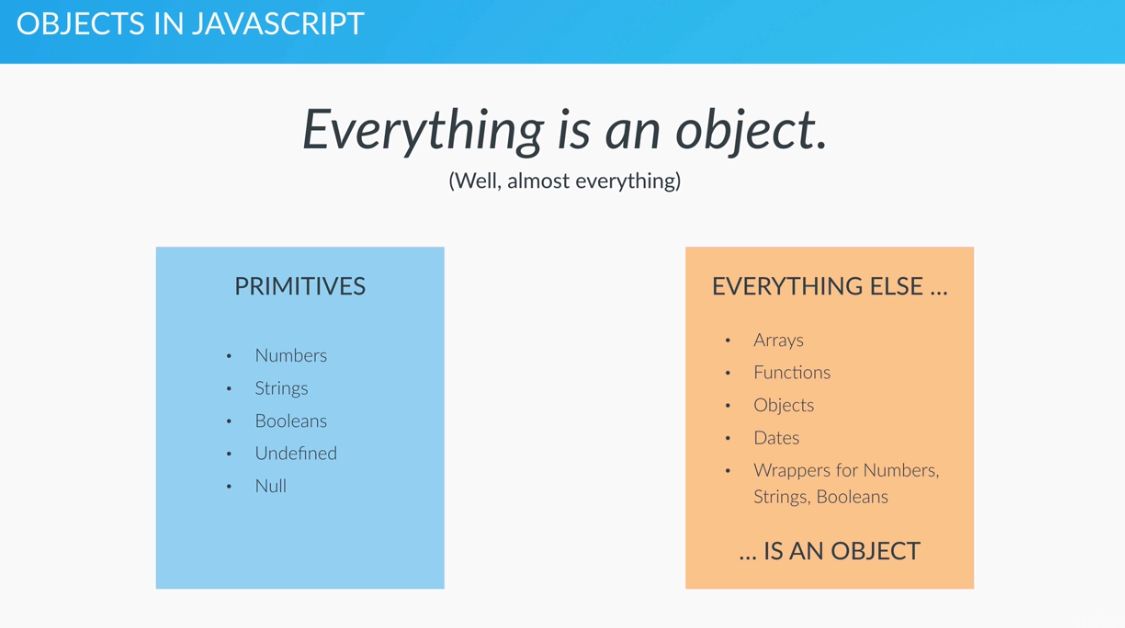 OBJECTS IN JAVASCRIPT
Everything is an object.
(Well, almost everything)
PRIMITIVES
• Numbers
• Strings
• Booleans
• Undefined
• Null
EVERYTHING ELSE ...
• Arrays
• Functions
• Objects
• Dates
• Wrappers for Numbers,
Strings, Booleans
... IS AN OBJECT